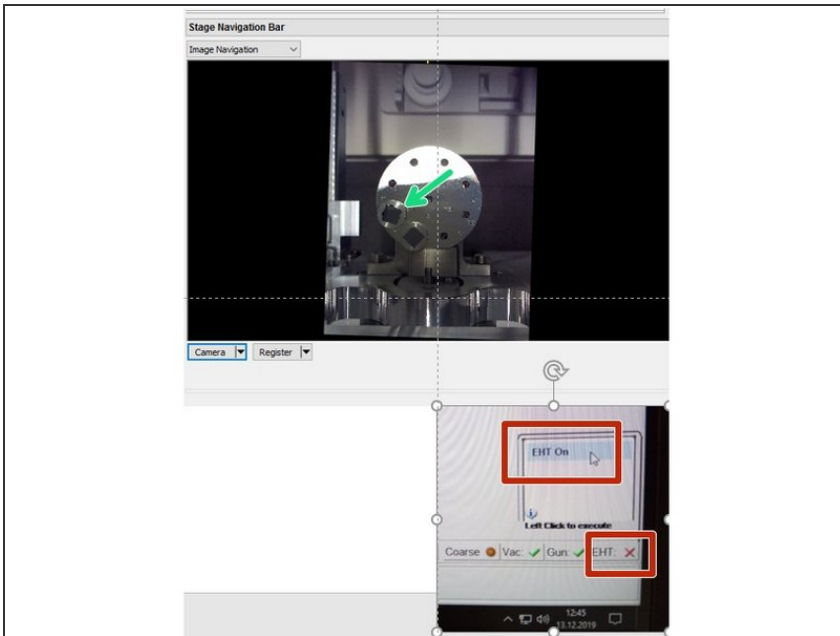 Stage Navigation Bar
Image Navigation
Camera
Register
EHT On
Left Click to execute
Coarse Vac: Gun: EHT:
12:45
13.12.2019